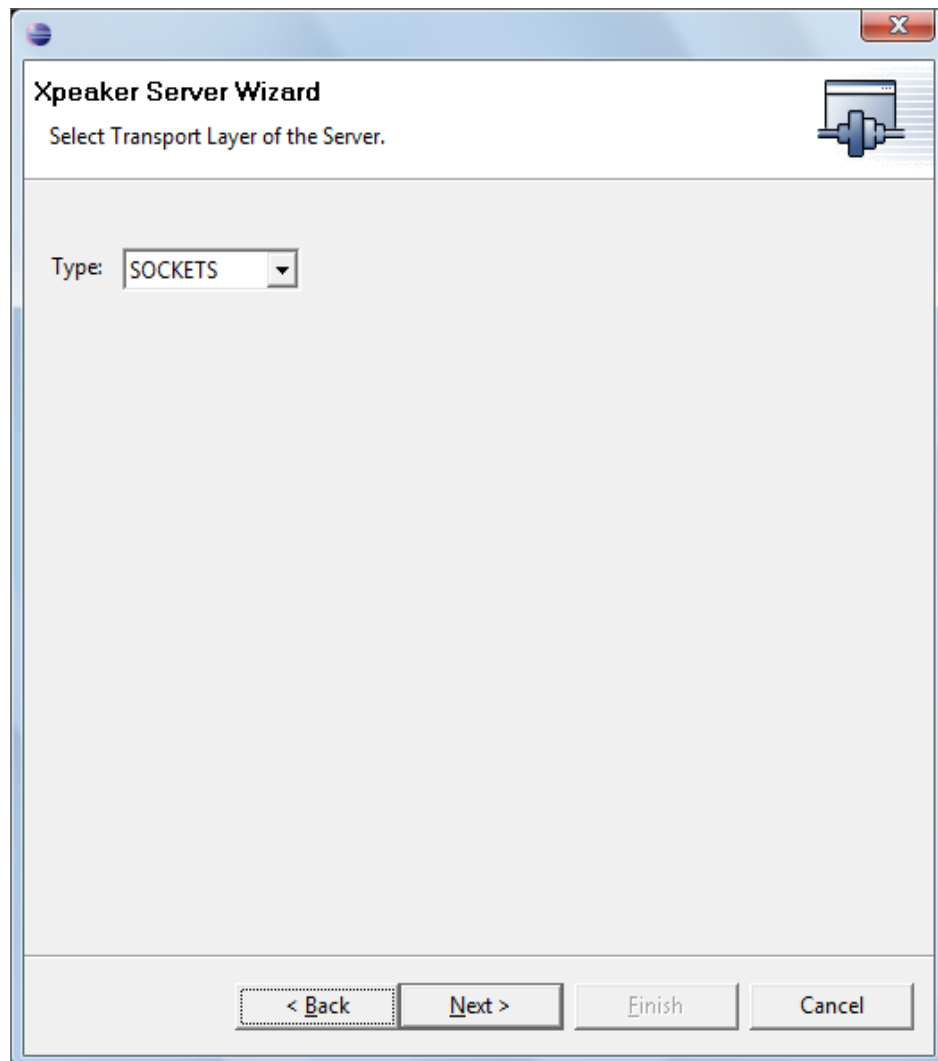 Xpeaker Server Wizard
Select Transport Layer of the Server.
Type: SOCKETS
< Back Next > Finish Cancel